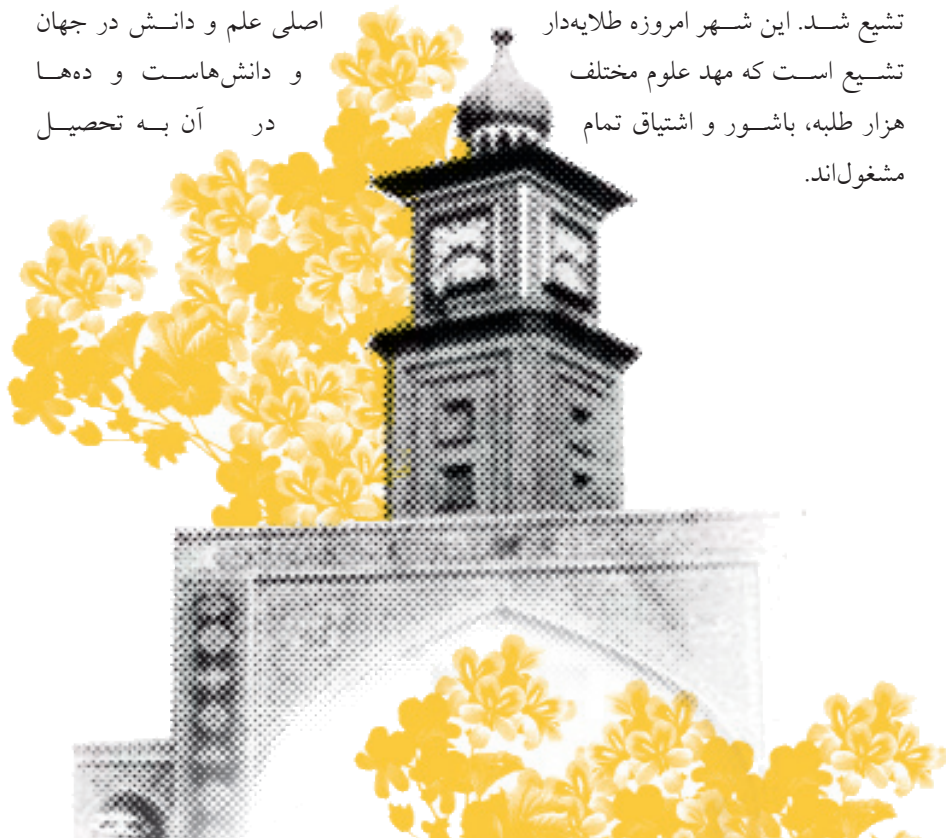 تشیع شد. این شهر امروزه طلایه‌دار اصلی علم و دانش در جهان
تشیع است که مهد علوم مختلف و دانش‌هاست و ده‌ها
هزار طلبه، باشور و اشتیاق تمام در آن به تحصیل
مشغول‌اند.